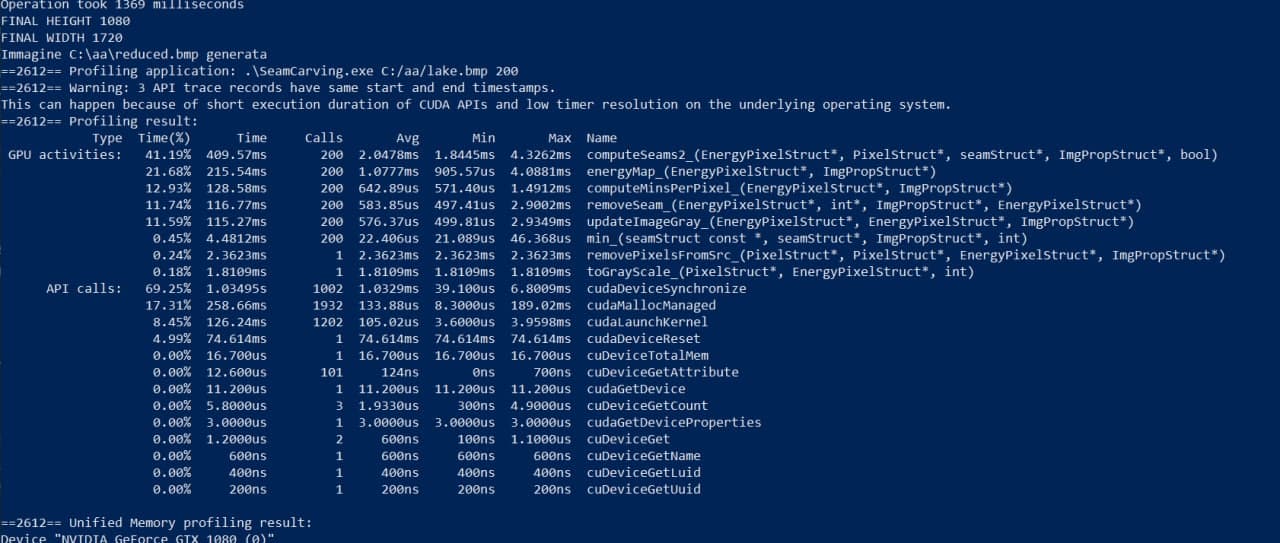 Operation took 1369 milliseconds
FINAL HEIGHT 1080
FINAL WIDTH 1720
Immagine C:\aa\reduced.bmp generata
==2612== Profiling application: .\SeamCarving.exe C:/aa/lake.bmp 200
==2612== Warning: 3 API trace records have same start and end timestamps.
This can happen because of short execution duration of CUDA APIs and low timer resolution on the underlying operating system.
==2612== Profiling result:
Type Time(%) Time Calls Avg Min Max Name
GPU activities: 41.19% 409.57ms 200 2.0478ms 1.8445ms 4.3262ms computeSeams2_(EnergyPixelStruct*, PixelStruct*, seamStruct*, ImgPropStruct*, bool)
21.68% 215.54ms 200 1.0777ms 905.57us 4.0881ms energyMap_(EnergyPixelStruct*, ImgPropStruct*)
12.93% 128.58ms 200 642.89us 571.40us 1.4912ms computeMinsPerPixel_(EnergyPixelStruct*, ImgPropStruct*)
11.74% 116.77ms 200 583.85us 497.41us 2.9002ms removeSeam_(EnergyPixelStruct*, int*, ImgPropStruct*, EnergyPixelStruct*)
11.59% 115.27ms 200 576.37us 499.81us 2.9349ms updateImageGray_(EnergyPixelStruct*, EnergyPixelStruct*, ImgPropStruct*)
0.45% 4.4812ms 200 22.406us 21.089us 46.368us min_(seamStruct const *, seamStruct*, ImgPropStruct*, int)
0.24% 2.3623ms 1 2.3623ms 2.3623ms 2.3623ms removePixelsFromSrc_(PixelStruct*, PixelStruct*, EnergyPixelStruct*, ImgPropStruct*)
0.18% 1.8109ms 1 1.8109ms 1.8109ms 1.8109ms toGrayScale_(PixelStruct*, EnergyPixelStruct*, int)
API calls: 69.25% 1.03495s 1002 1.0329ms 39.100us 6.8009ms cudaDeviceSynchronize
17.31% 258.66ms 1932 133.88us 8.3000us 189.02ms cudaMallocManaged
8.45% 126.24ms 1202 105.02us 3.6000us 3.9598ms cudaLaunchKernel
4.99% 74.614ms 1 74.614ms 74.614ms 74.614ms cudaDeviceReset
0.00% 16.700us 1 16.700us 16.700us 16.700us cuDeviceTotalMem
0.00% 12.600us 101 124ns 0ns 700ns cuDeviceGetAttribute
0.00% 11.200us 1 11.200us 11.200us 11.200us cudaGetDevice
0.00% 5.8000us 3 1.9330us 300ns 4.9000us cuDeviceGetCount
0.00% 3.0000us 1 3.0000us 3.0000us 3.0000us cudaGetDeviceProperties
0.00% 1.2000us 2 600ns 100ns 1.1000us cuDeviceGet
0.00% 600ns 1 600ns 600ns 600ns cuDeviceGetName
0.00% 400ns 1 400ns 400ns 400ns cuDeviceGetLuid
0.00% 200ns 1 200ns 200ns 200ns cuDeviceGetUuid
==2612== Unified Memory profiling result:
Device "NVIDIA GeForce GTX 1080 (0)"